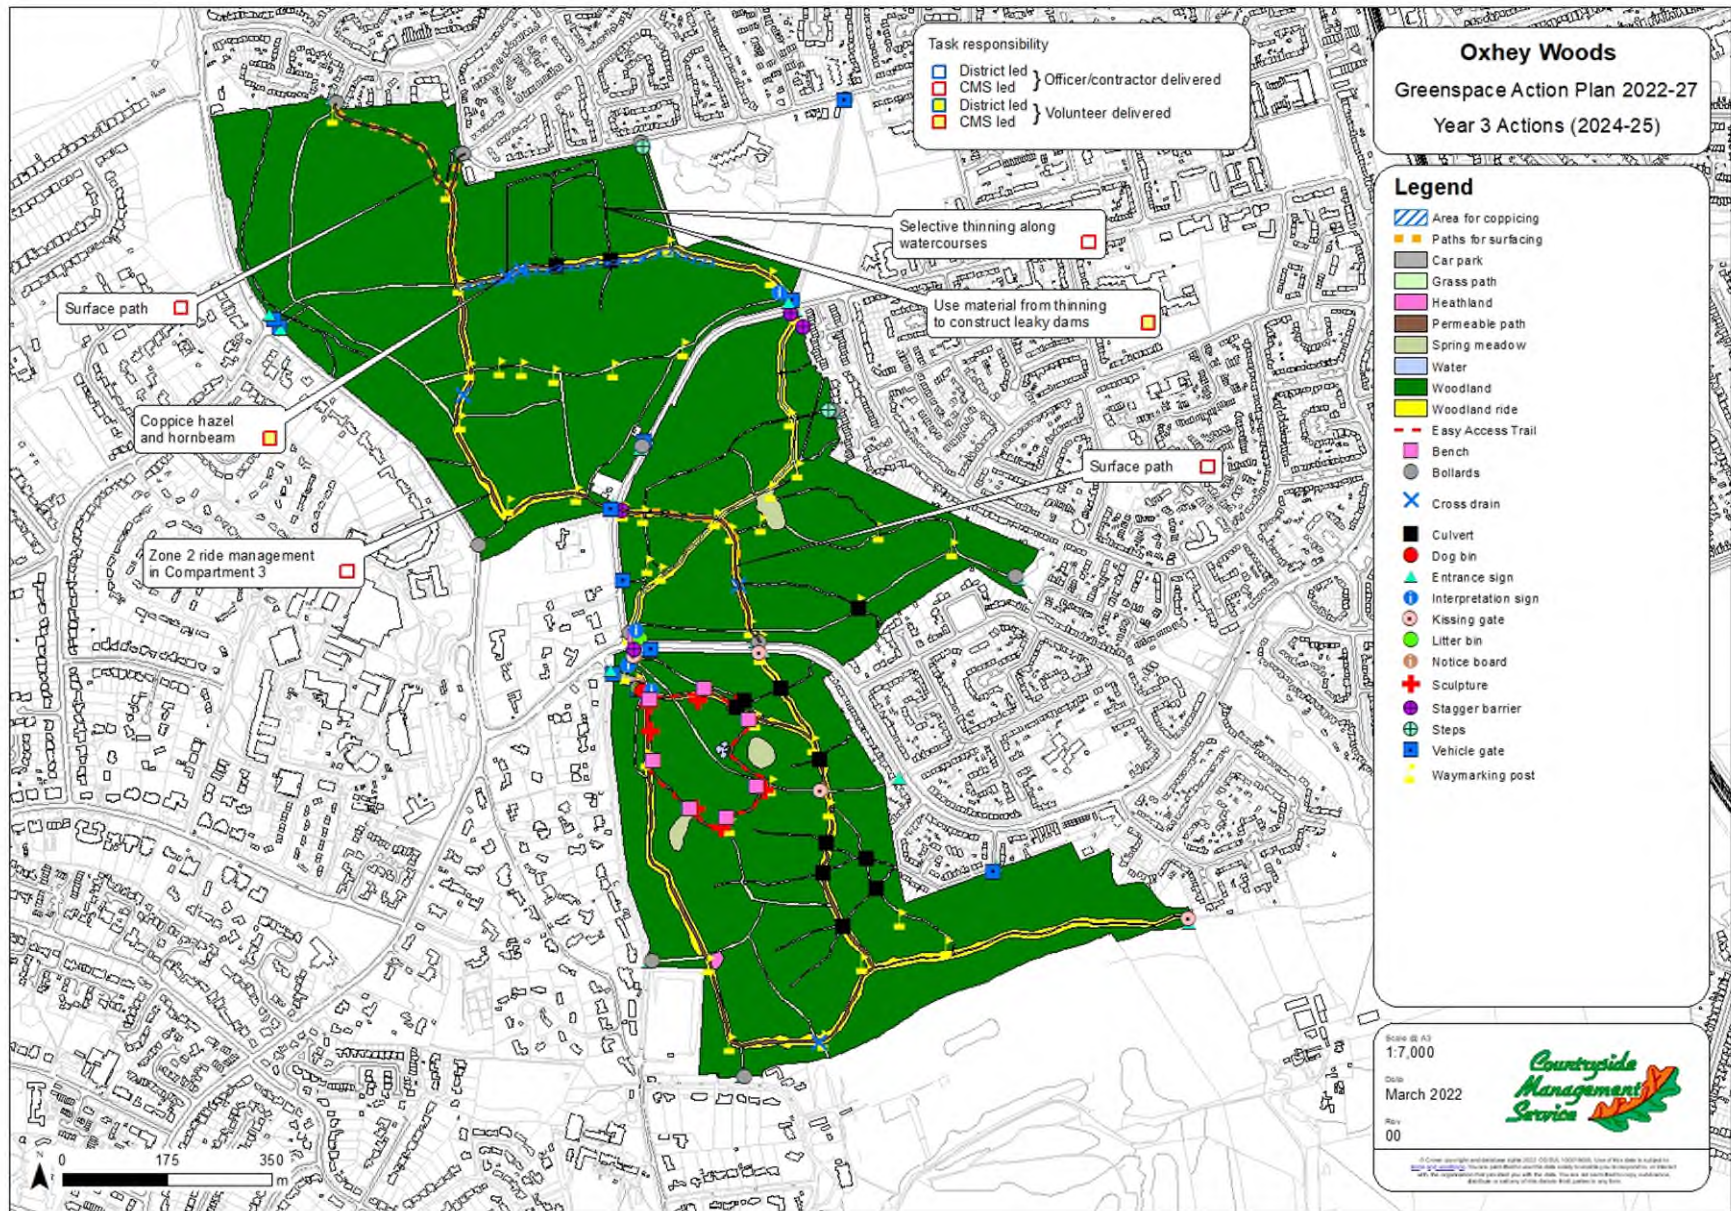 Oxhey Woods
Greenspace Action Plan 2022-27
Year 3 Actions (2024-25)
Task responsibility
District led
CMS led
} Officer/contractor delivered
District led
CMS led
} Volunteer delivered
Selective thinning along
watercourses
Use material from thinning
to construct leaky dams
Surface path
Coppice hazel
and hornbeam
Surface path
Zone 2 ride management
in Compartment 3
Legend
Area for coppicing
Paths for surfacing
Car park
Grass path
Heathland
Permeable path
Spring meadow
Water
Woodland
Woodland ride
Easy Access Trail
Bench
Bollards
Cross drain
Culvert
Dog bin
Entrance sign
Interpretation sign
Kissing gate
Litter bin
Notice board
Sculpture
Stagger barrier
Steps
Vehicle gate
Waymarking post
Scale @ A3
1:7,000
Date
March 2022
Rev
00
Countryside
Management
Service
N
0 175 350
m